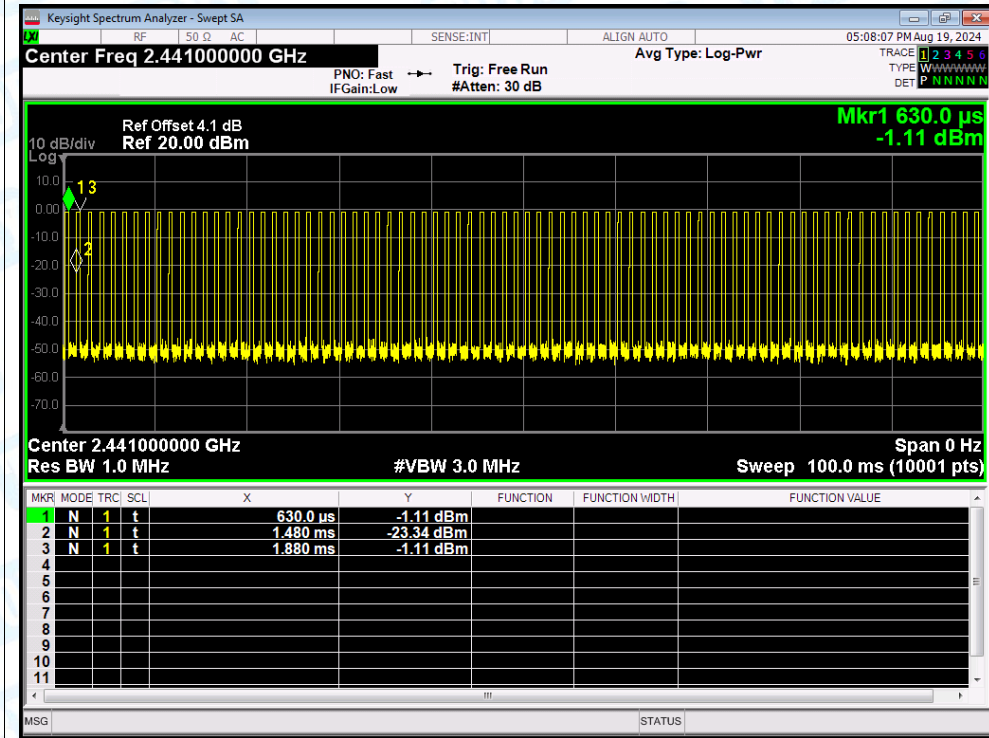 Keysight Spectrum Analyzer - Swept SA
LXI RF 50 Ω AC SENSE:INT ALIGN AUTO 05:08:07 PM Aug 19, 2024
Center Freq 2.441000000 GHz
Avg Type: Log-Pwr
TRACE 1 2 3 4 5 6
PNO: Fast Trig: Free Run
TYPE WWWWWW
IFGain:Low #Atten: 30 dB
DET P N N N N N
Mkr1 630.0 µs
-1.11 dBm
Ref Offset 4.1 dB
10 dB/div Ref 20.00 dBm
Log
10.0
1 3
0.00
-10.0
2
-20.0
-30.0
-40.0
-50.0
-60.0
-70.0
Center 2.441000000 GHz Span 0 Hz
Res BW 1.0 MHz #VBW 3.0 MHz Sweep 100.0 ms (10001 pts)
MKR MODE TRC SCL X Y FUNCTION FUNCTION WIDTH FUNCTION VALUE
1 N 1 t 630.0 µs -1.11 dBm
2 N 1 t 1.480 ms -23.34 dBm
3 N 1 t 1.880 ms -1.11 dBm
4
5
6
7
8
9
10
11
MSG STATUS